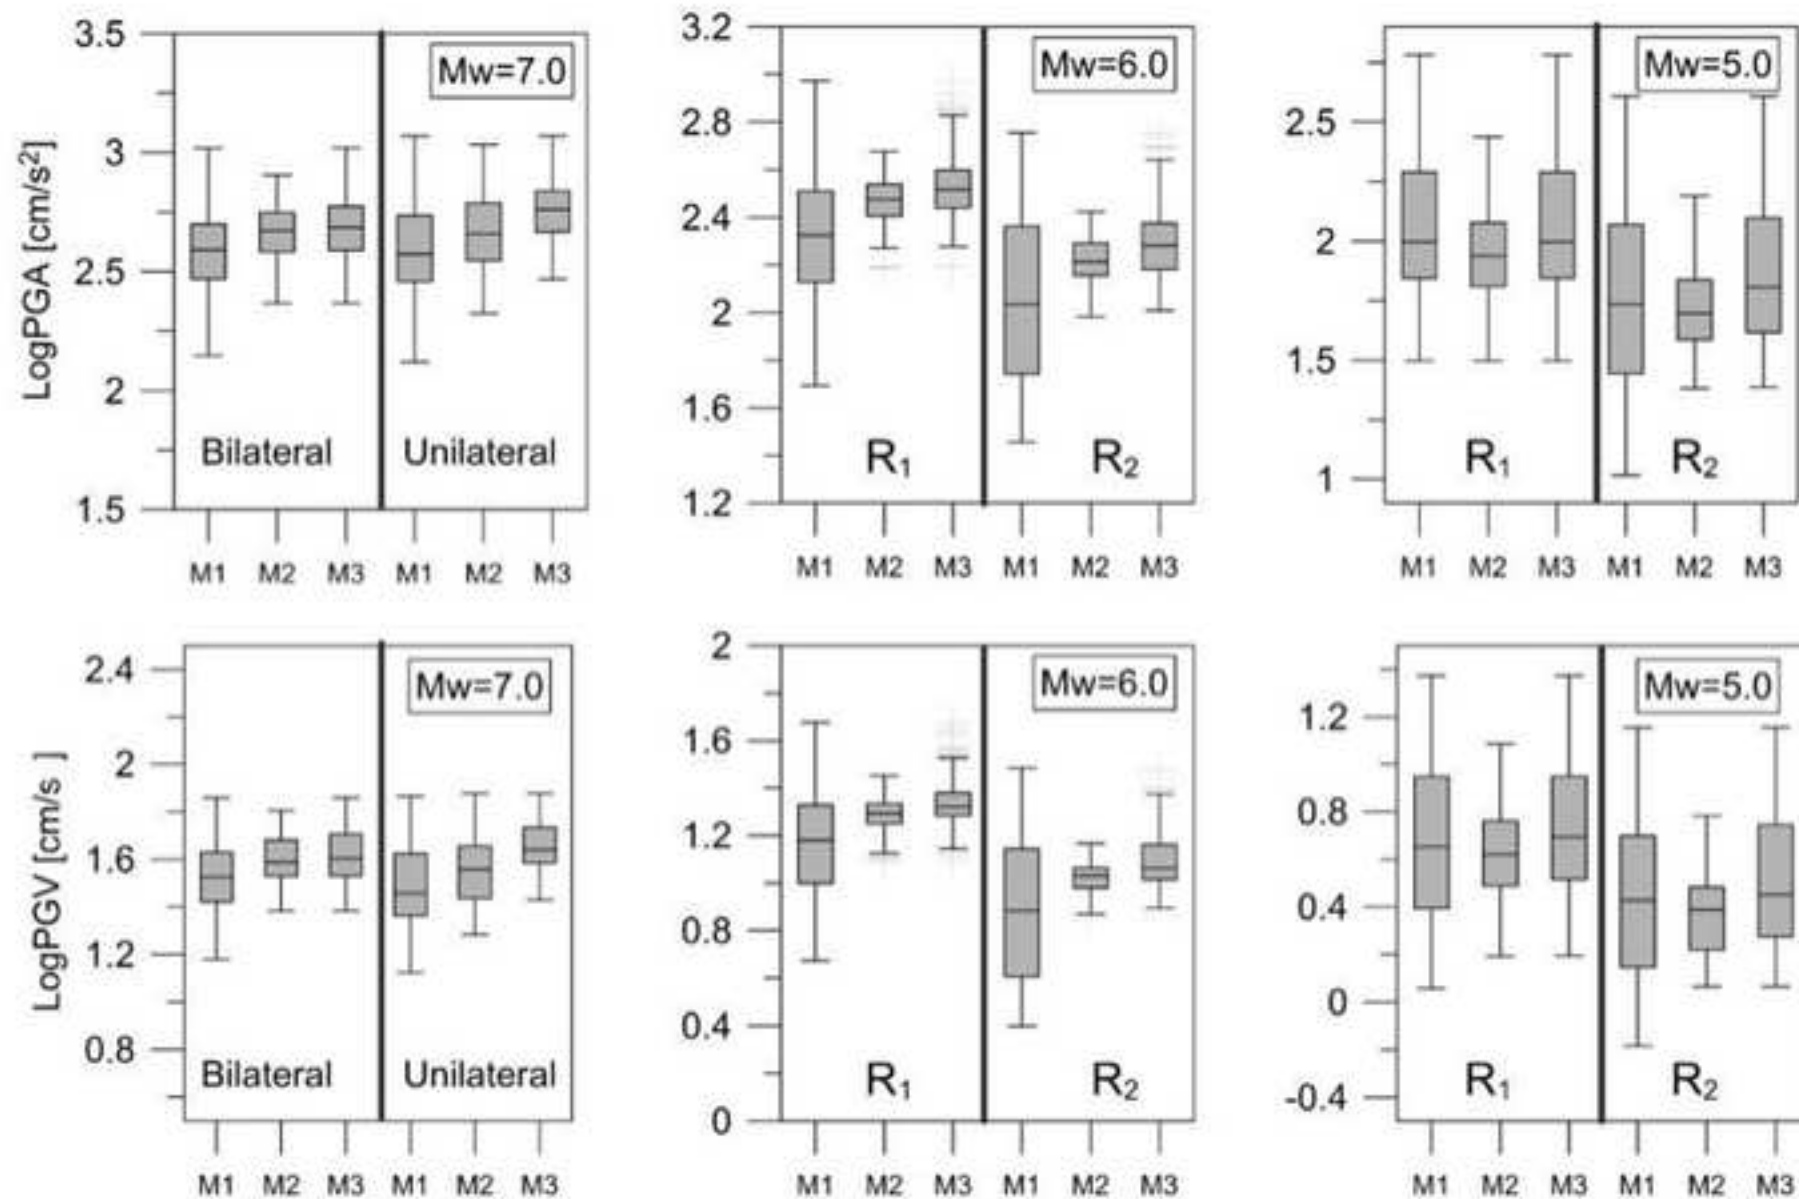 LogPGA [cm/s²]
3.5
3
2.5
2
1.5
Mw=7.0
Bilateral
Unilateral
M1 M2 M3 M1 M2 M3
3.2
2.8
2.4
2
1.6
1.2
Mw=6.0
R₁
R₂
M1 M2 M3 M1 M2 M3
2.5
2
1.5
1
Mw=5.0
R₁
R₂
M1 M2 M3 M1 M2 M3
LogPGV [cm/s ]
2.4
2
1.6
1.2
0.8
Mw=7.0
Bilateral
Unilateral
M1 M2 M3 M1 M2 M3
2
1.6
1.2
0.8
0.4
0
Mw=6.0
R₁
R₂
M1 M2 M3 M1 M2 M3
1.2
0.8
0.4
0
-0.4
Mw=5.0
R₁
R₂
M1 M2 M3 M1 M2 M3